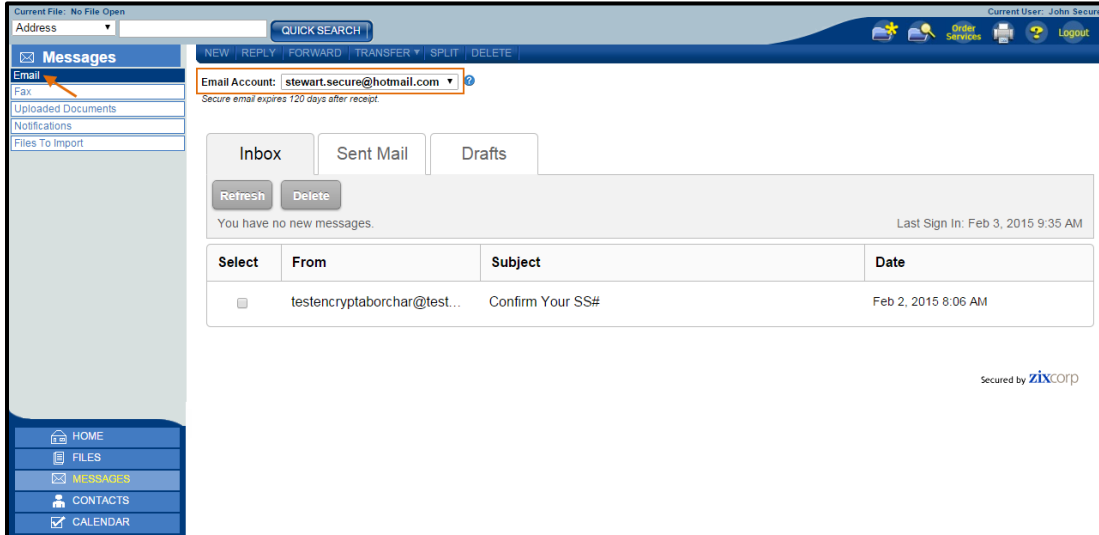 Current File: No File Open
Current User: John Secure
Address
QUICK SEARCH
Order Services
Logout
Messages
NEW REPLY FORWARD TRANSFER SPLIT DELETE
Email
Fax
Uploaded Documents
Notifications
Files To Import
Email Account: stewart.secure@hotmail.com
Secure email expires 120 days after receipt.
Inbox Sent Mail Drafts
Refresh Delete
You have no new messages. Last Sign In: Feb 3, 2015 9:35 AM
Select From Subject Date
testencryptaborchar@test... Confirm Your SS# Feb 2, 2015 8:06 AM
Secured by zixcorp
HOME
FILES
MESSAGES
CONTACTS
CALENDAR